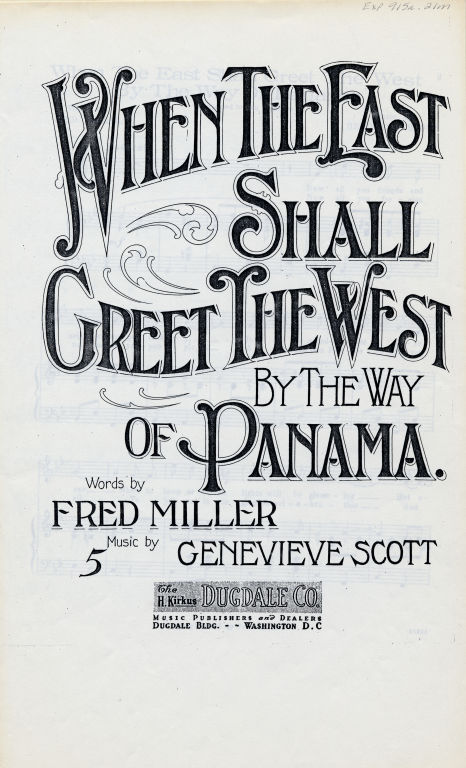 Exp 915a. 21m
WHEN THE EAST
SHALL
GREET THE WEST
BY THE WAY
OF PANAMA.
Words by
FRED MILLER
5
Music by
GENEVIEVE SCOTT
The
H. Kirkus DUGDALE CO.
MUSIC PUBLISHERS and DEALERS
DUGDALE BLDG. - - WASHINGTON D.C